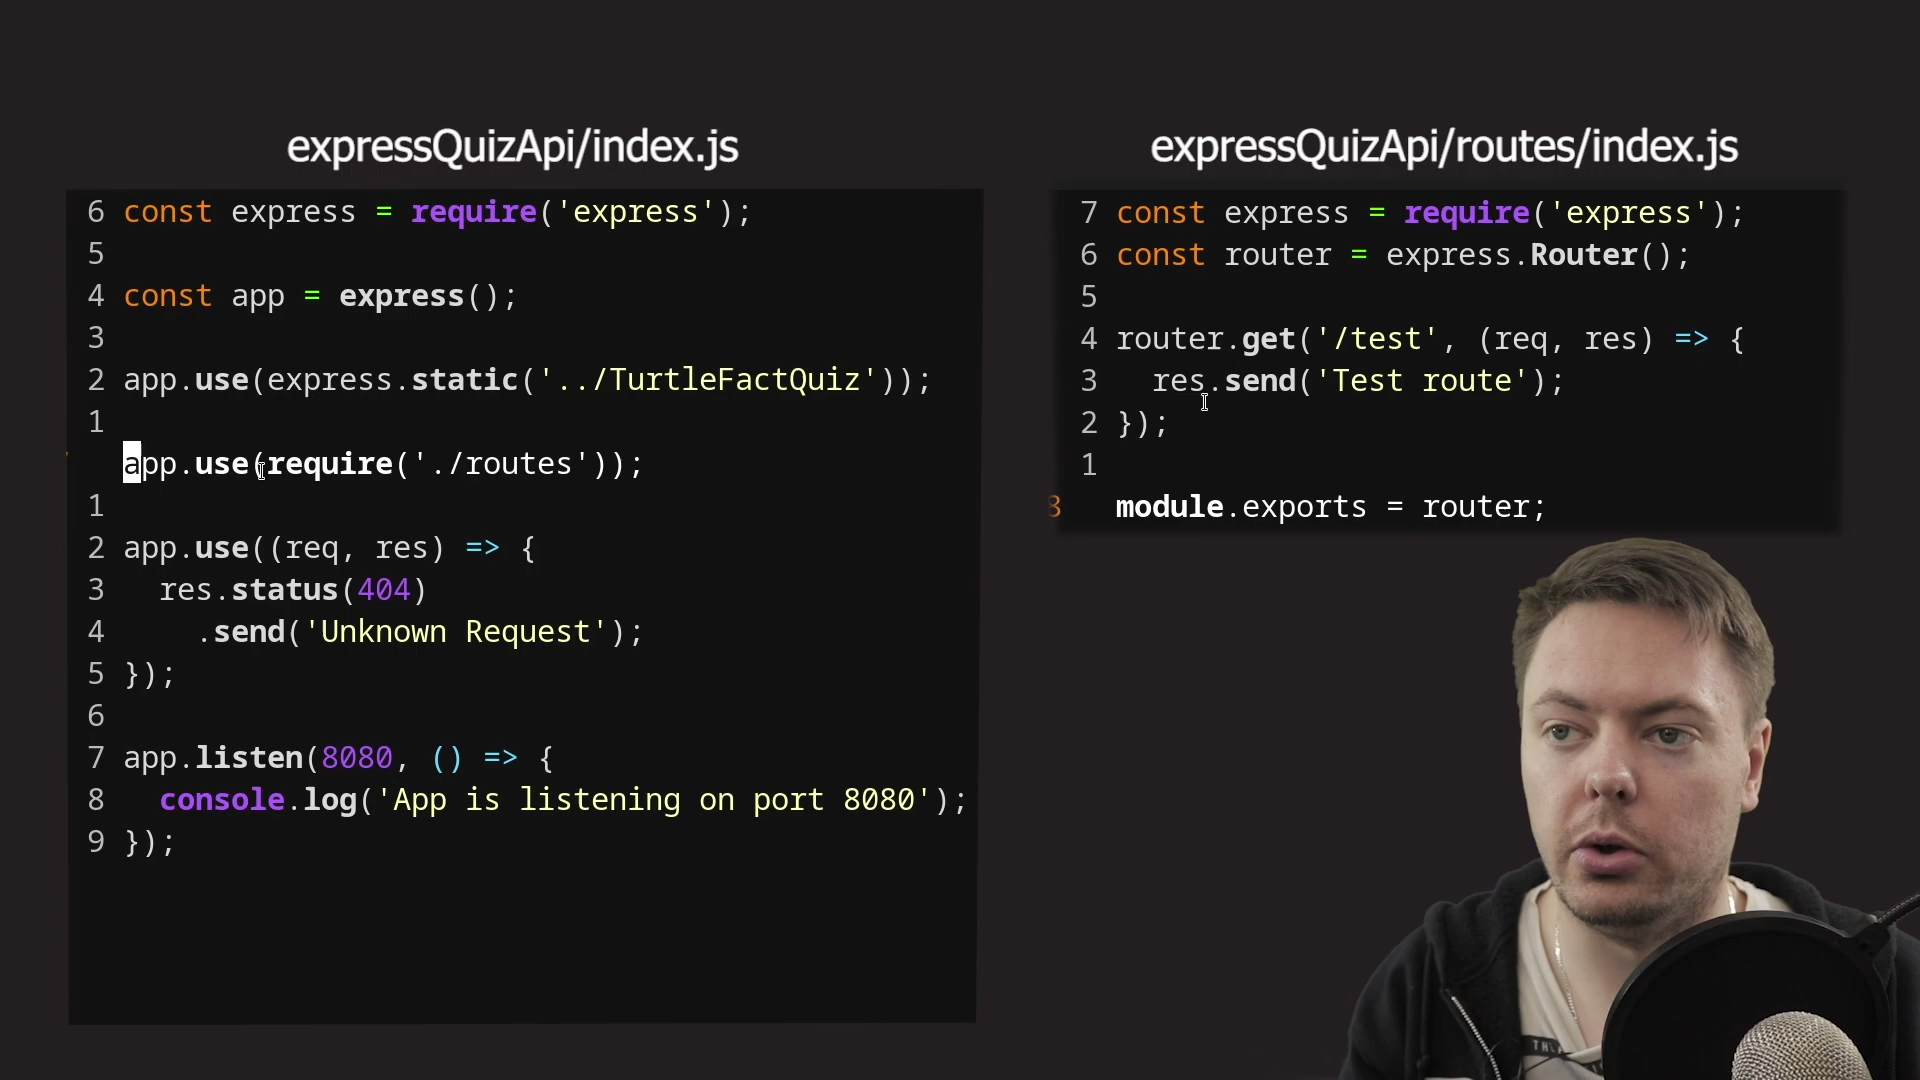 expressQuizApi/index.js
6 const express = require('express');
5
4 const app = express();
3
2 app.use(express.static('../TurtleFactQuiz'));
1
app.use(require('./routes'));
1
2 app.use((req, res) => {
3 res.status(404)
4 .send('Unknown Request');
5 });
6
7 app.listen(8080, () => {
8 console.log('App is listening on port 8080');
9 });
expressQuizApi/routes/index.js
7 const express = require('express');
6 const router = express.Router();
5
4 router.get('/test', (req, res) => {
3 res.send('Test route');
2 });
1
8 module.exports = router;